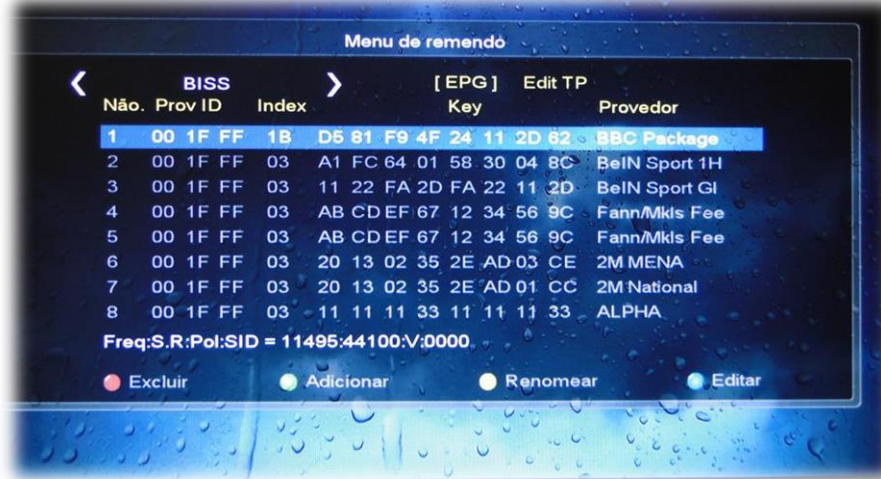 Menu de remendo
❮ BISS ❯ [ EPG ] Edit TP
Não. Prov ID Index Key Provedor
1 00 1F FF 1B D5 81 F9 4F 24 11 2D 62 BBC Package
2 00 1F FF 03 A1 FC 64 01 58 30 04 8C BeIN Sport 1H
3 00 1F FF 03 11 22 FA 2D FA 22 11 2D BeIN Sport Gl
4 00 1F FF 03 AB CD EF 67 12 34 56 9C Fann/Mkls Fee
5 00 1F FF 03 AB CD EF 67 12 34 56 9C Fann/Mkls Fee
6 00 1F FF 03 20 13 02 35 2E AD 03 CE 2M MENA
7 00 1F FF 03 20 13 02 35 2E AD 01 CC 2M National
8 00 1F FF 03 11 11 11 33 11 11 11 33 ALPHA
Freq:S.R:Pol:SID = 11495:44100:V:0000
Excluir Adicionar Renomear Editar